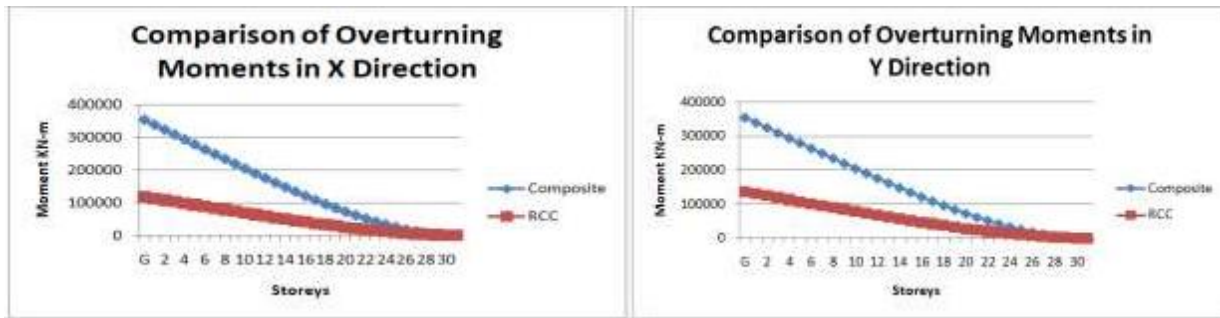 Comparison of Overturning
Moments in X Direction
Moment KN-m
400000
300000
200000
100000
0
G 2 4 6 8 10 12 14 16 18 20 22 24 26 28 30
Storeys
Composite
RCC
Comparison of Overturning Moments in
Y Direction
Moment KN-m
400000
300000
200000
100000
0
G 2 4 6 8 10 12 14 16 18 20 22 24 26 28 30
Storeys
Composite
RCC